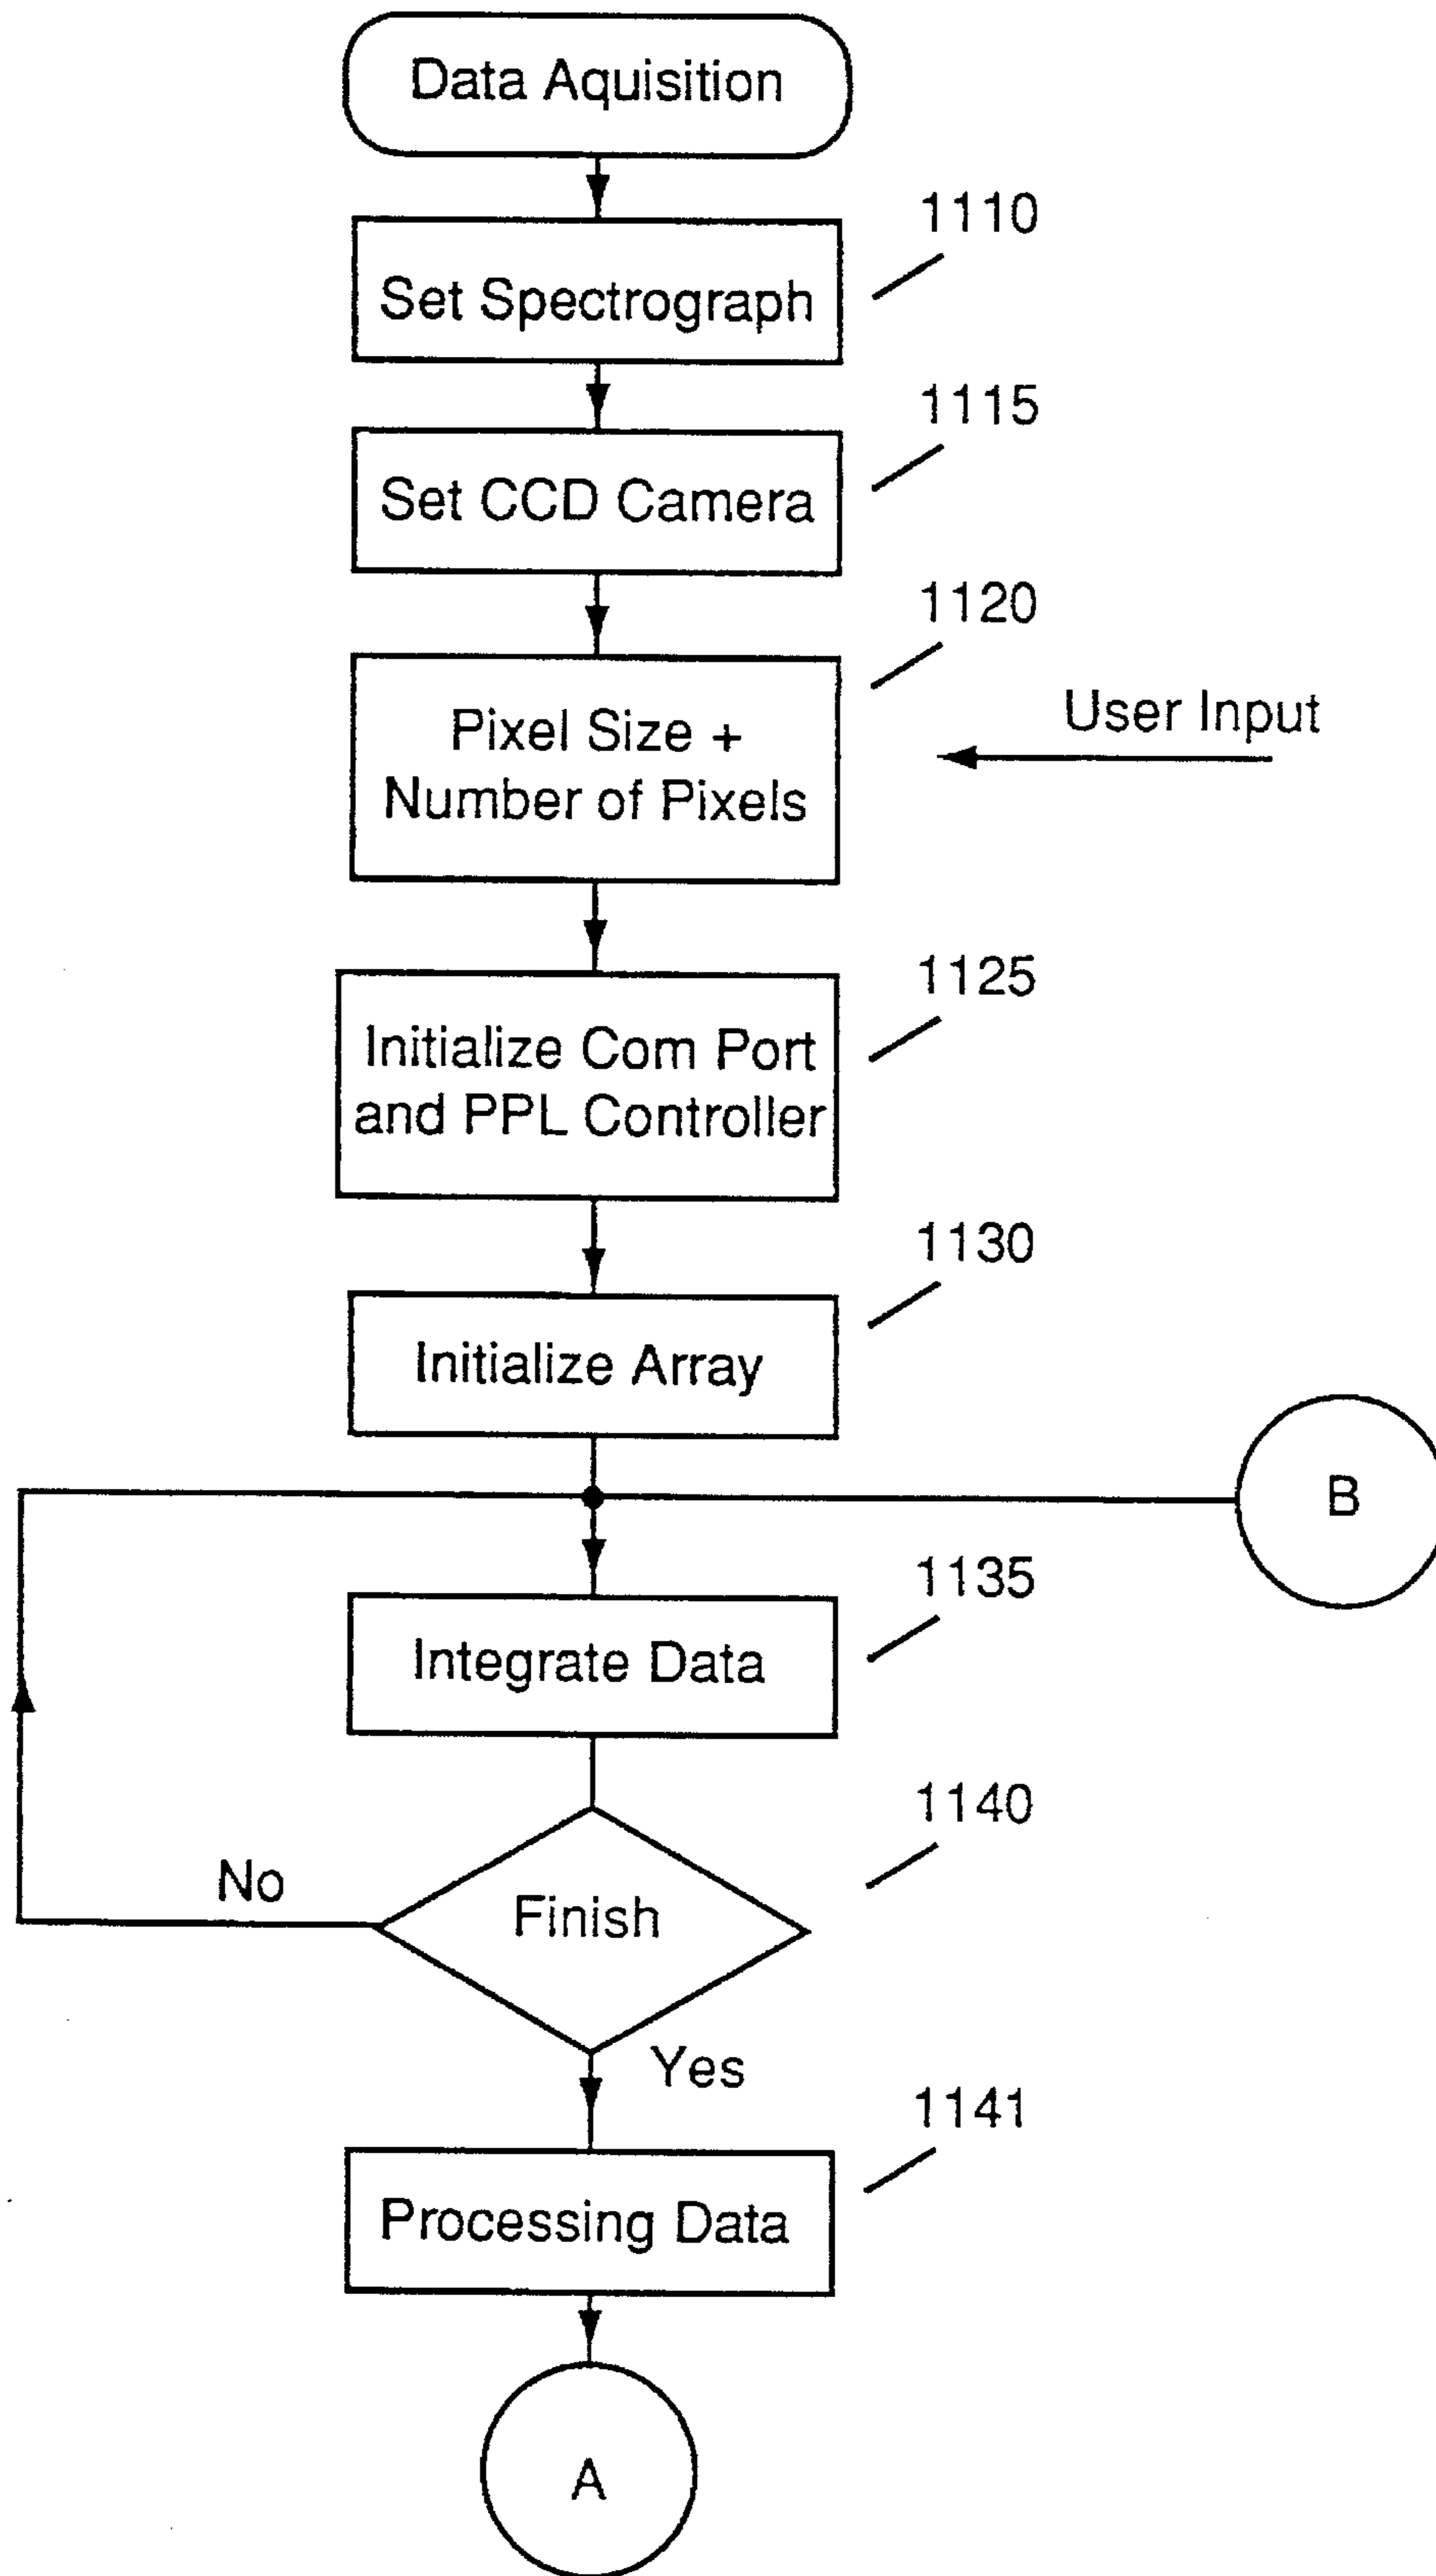 Data Aquisition
1110
Set Spectrograph
1115
Set CCD Camera
1120
User Input
Pixel Size +
Number of Pixels
1125
Initialize Com Port
and PPL Controller
1130
Initialize Array
B
1135
Integrate Data
1140
No
Finish
Yes
1141
Processing Data
A